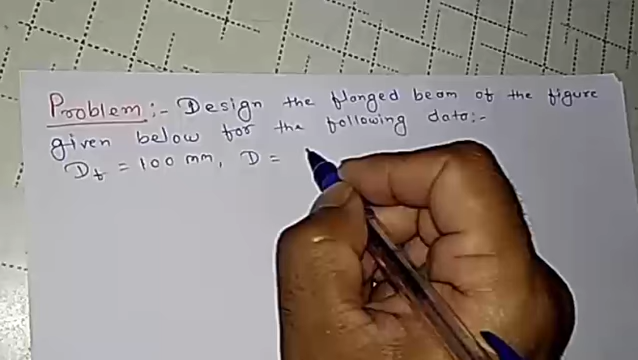 Problem:- Design the flanged beam of the figure
given below for the following data:-
Df = 100 mm, D =